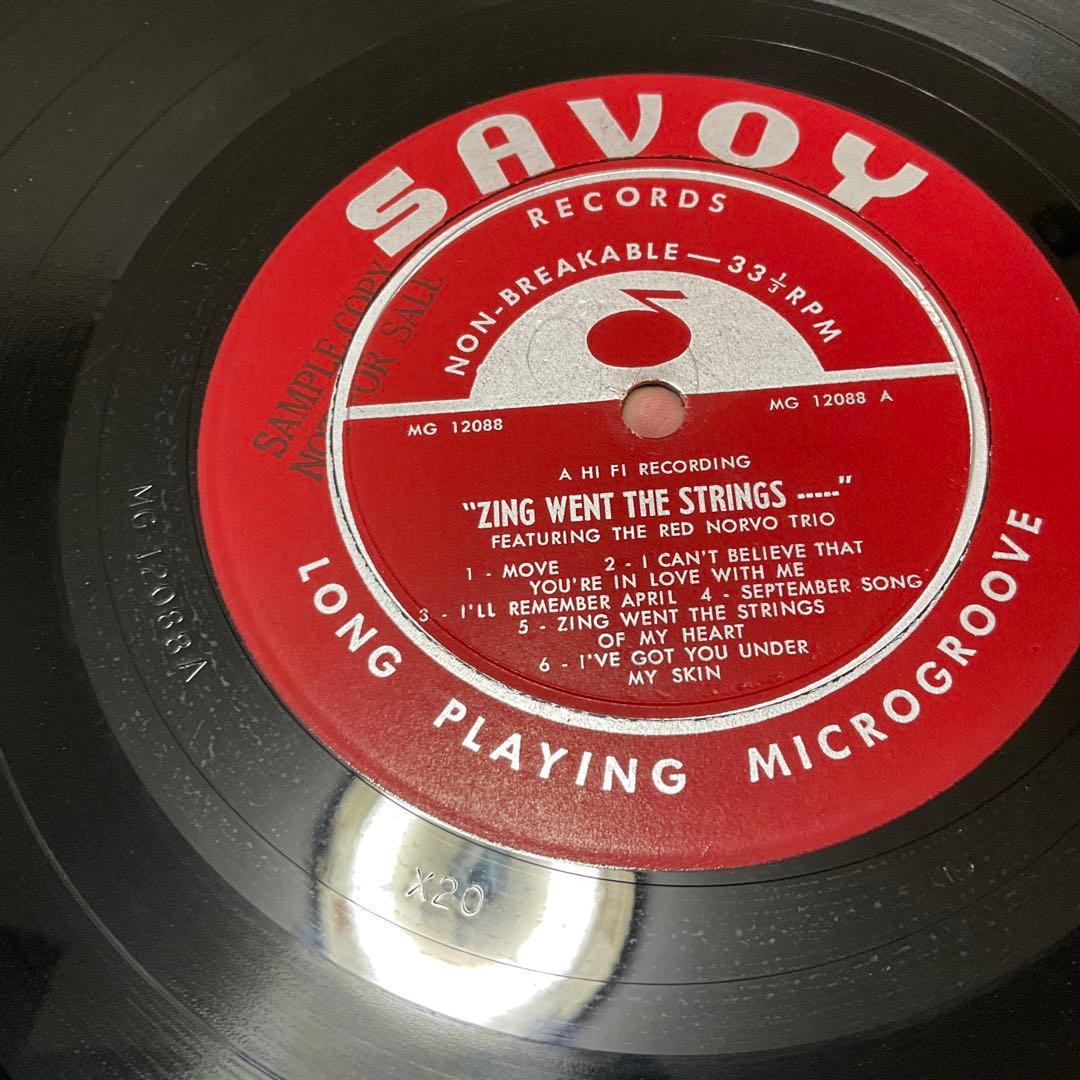 SAVOY
RECORDS
NON-BREAKABLE — 33 1/3 RPM
SAMPLE COPY
NOT FOR SALE
MG 12088
MG 12088 A
A HI FI RECORDING
"ZING WENT THE STRINGS -----"
FEATURING THE RED NORVO TRIO
1 - MOVE 2 - I CAN'T BELIEVE THAT
YOU'RE IN LOVE WITH ME
3 - I'LL REMEMBER APRIL 4 - SEPTEMBER SONG
5 - ZING WENT THE STRINGS
OF MY HEART
6 - I'VE GOT YOU UNDER
MY SKIN
LONG PLAYING MICROGROOVE
MG 12088 A
X20